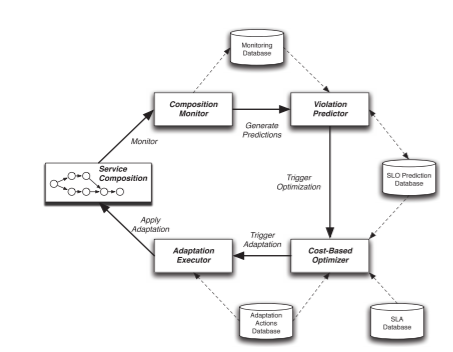 Monitoring
Database
Composition
Monitor
Violation
Predictor
Generate
Predictions
Monitor
Service
Composition
Trigger
Optimization
SLO Prediction
Database
Apply
Adaptation
Trigger
Adaptation
Adaptation
Executor
Cost-Based
Optimizer
Adaptation
Actions
Database
SLA
Database